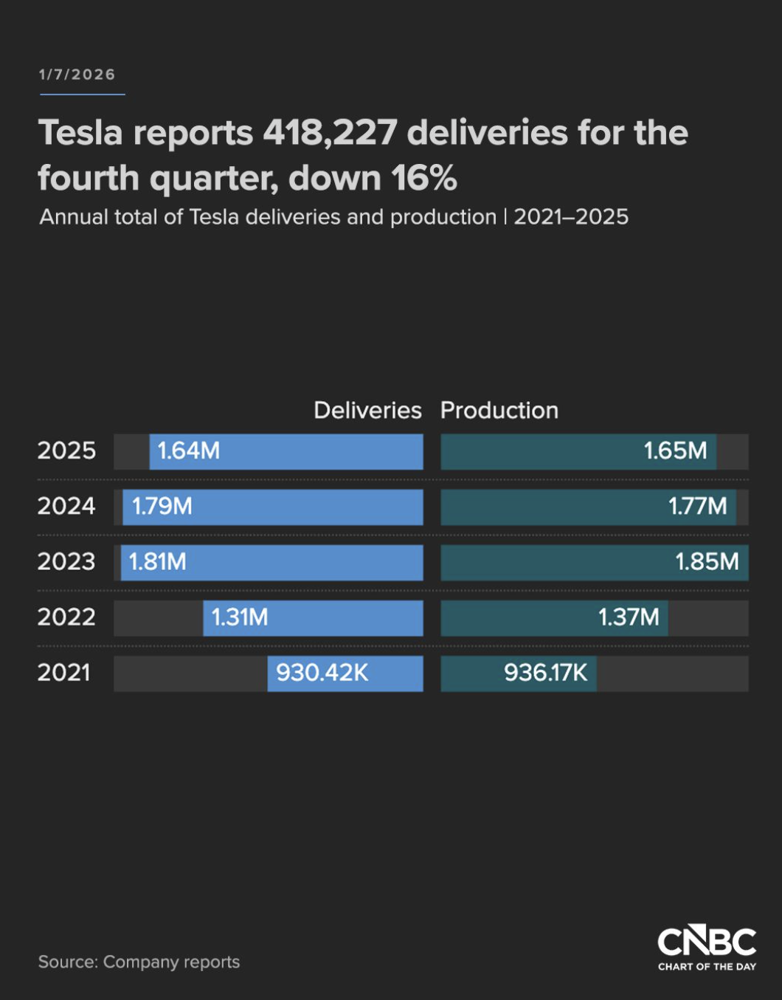 1/7/2026
Tesla reports 418,227 deliveries for the
fourth quarter, down 16%
Annual total of Tesla deliveries and production | 2021–2025
Deliveries Production
2025 1.64M 1.65M
2024 1.79M 1.77M
2023 1.81M 1.85M
2022 1.31M 1.37M
2021 930.42K 936.17K
Source: Company reports
CNBC
CHART OF THE DAY